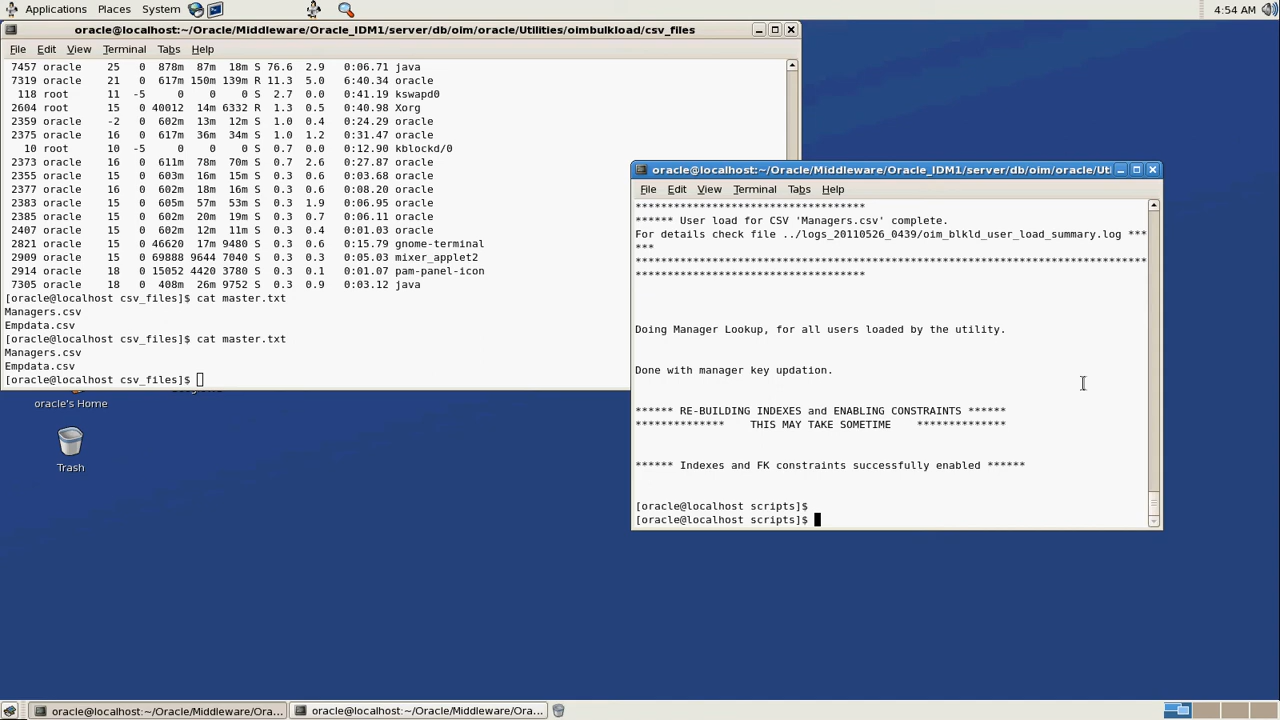 Applications Places System 4:54 AM
oracle@localhost:~/Oracle/Middleware/Oracle_IDM1/server/db/oim/oracle/Utilities/oimbulkload/csv_files
File Edit View Terminal Tabs Help
7457 oracle 25 0 878m 87m 18m S 76.6 2.9 0:06.71 java
7319 oracle 21 0 617m 150m 139m R 11.3 5.0 6:40.34 oracle
118 root 11 -5 0 0 0 S 2.7 0.0 0:41.19 kswapd0
2604 root 15 0 40012 14m 6332 R 1.3 0.5 0:40.98 Xorg
2359 oracle -2 0 602m 13m 12m S 1.0 0.4 0:24.29 oracle
2375 oracle 16 0 617m 36m 34m S 1.0 1.2 0:31.47 oracle
10 root 10 -5 0 0 0 S 0.7 0.0 0:12.90 kblockd/0
2373 oracle 16 0 611m 78m 70m S 0.7 2.6 0:27.87 oracle
2355 oracle 15 0 603m 16m 15m S 0.3 0.6 0:03.68 oracle
2377 oracle 16 0 602m 18m 16m S 0.3 0.6 0:08.20 oracle
2383 oracle 16 0 605m 57m 53m S 0.3 1.9 0:06.95 oracle
2385 oracle 15 0 602m 20m 19m S 0.3 0.7 0:06.11 oracle
2407 oracle 15 0 602m 12m 11m S 0.3 0.4 0:01.03 oracle
2821 oracle 15 0 46620 17m 9480 S 0.3 0.6 0:15.79 gnome-terminal
2909 oracle 15 0 69888 9644 7040 S 0.3 0.3 0:05.03 mixer_applet2
2914 oracle 18 0 15052 4420 3780 S 0.3 0.1 0:01.07 pam-panel-icon
7305 oracle 18 0 408m 26m 9752 S 0.3 0.9 0:03.12 java
[oracle@localhost csv_files]$ cat master.txt
Managers.csv
Empdata.csv
[oracle@localhost csv_files]$ cat master.txt
Managers.csv
Empdata.csv
[oracle@localhost csv_files]$
oracle's Home
Trash
oracle@localhost:~/Oracle/Middleware/Oracle_IDM1/server/db/oim/oracle/Uti
File Edit View Terminal Tabs Help
***********************************
****** User load for CSV 'Managers.csv' complete.
For details check file ../logs_20110526_0439/oim_blkld_user_load_summary.log ***
***
********************************************************************************
***********************************
Doing Manager Lookup, for all users loaded by the utility.
Done with manager key updation.
****** RE-BUILDING INDEXES and ENABLING CONSTRAINTS ******
************** THIS MAY TAKE SOMETIME **************
****** Indexes and FK constraints successfully enabled ******
[oracle@localhost scripts]$
[oracle@localhost scripts]$
oracle@localhost:~/Oracle/Middleware/Ora... oracle@localhost:~/Oracle/Middleware/Ora...